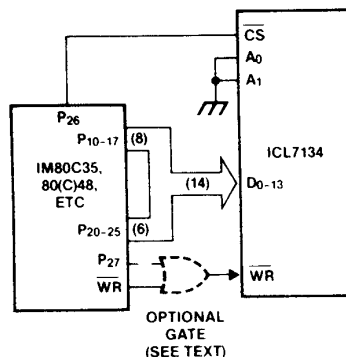 CS
A0
A1
P26
P10-17 (8)
IM80C35,
80(C)48,
ETC
ICL7134
(14)
D0-13
P20-25 (6)
P27
WR
WR
OPTIONAL
GATE
(SEE TEXT)